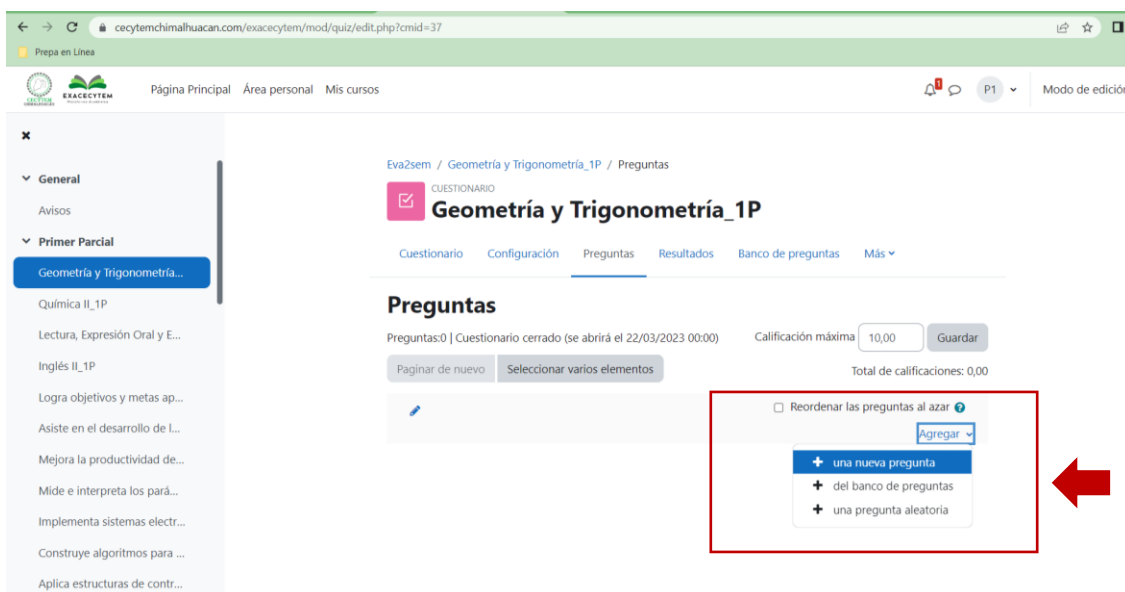 cecytemchimalhuacan.com/exacecytem/mod/quiz/edit.php?cmid=37
Prepa en Línea
EXACECYTEM
Página Principal Área personal Mis cursos
1
P1
Modo de edición
General
Avisos
Primer Parcial
Geometría y Trigonometría...
Química II_1P
Lectura, Expresión Oral y E...
Inglés II_1P
Logra objetivos y metas ap...
Asiste en el desarrollo de l...
Mejora la productividad de...
Mide e interpreta los pará...
Implementa sistemas electr...
Construye algoritmos para ...
Aplica estructuras de contr...
Eva2sem / Geometría y Trigonometría_1P / Preguntas
CUESTIONARIO
Geometría y Trigonometría_1P
Cuestionario Configuración Preguntas Resultados Banco de preguntas Más
Preguntas
Preguntas:0 | Cuestionario cerrado (se abrirá el 22/03/2023 00:00)
Calificación máxima 10,00 Guardar
Paginar de nuevo Seleccionar varios elementos
Total de calificaciones: 0,00
Reordenar las preguntas al azar
Agregar
una nueva pregunta
del banco de preguntas
una pregunta aleatoria